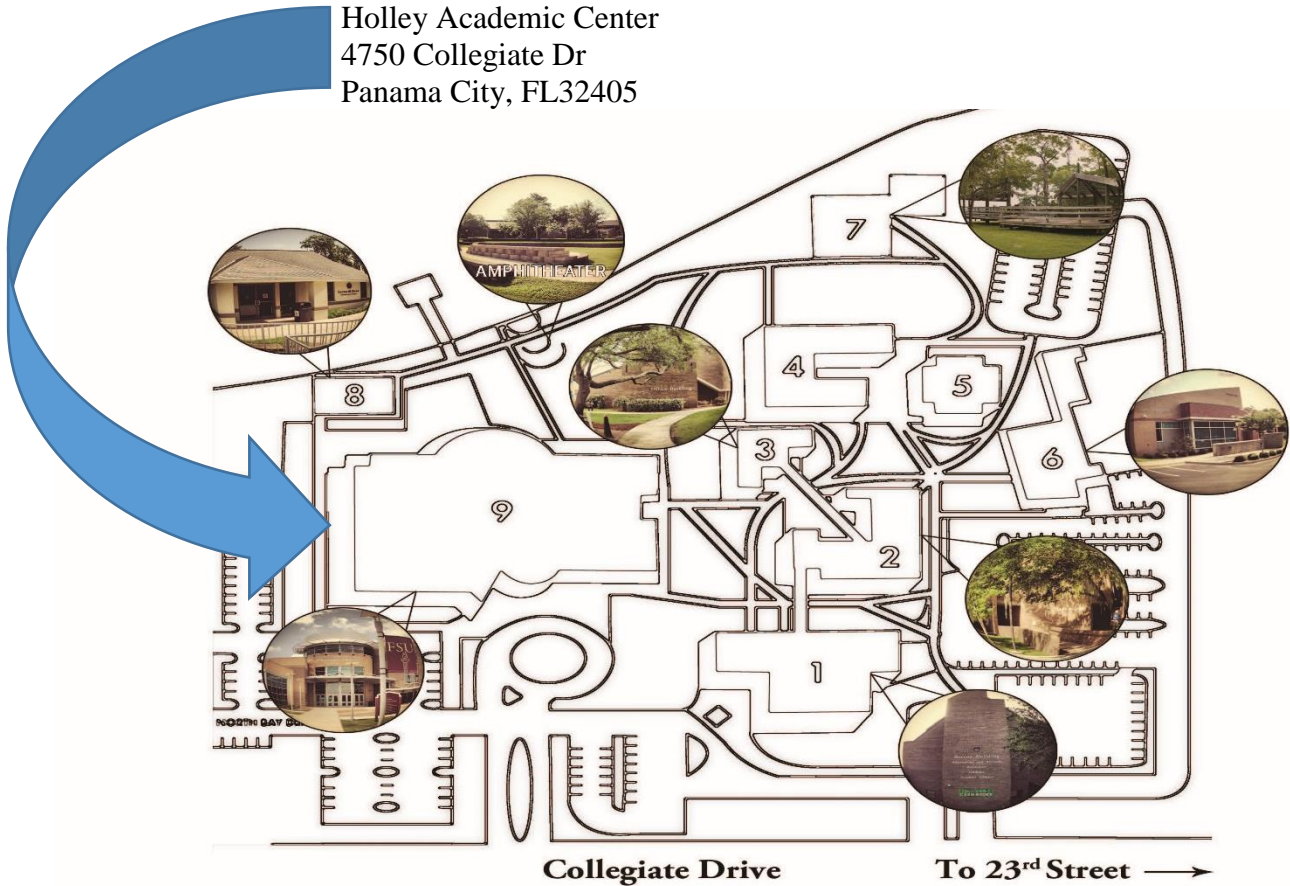 Holley Academic Center
4750 Collegiate Dr
Panama City, FL32405
AMPHITHEATER
7
4
5
8
3
6
9
2
FSU
1
Collegiate Drive
To 23rd Street